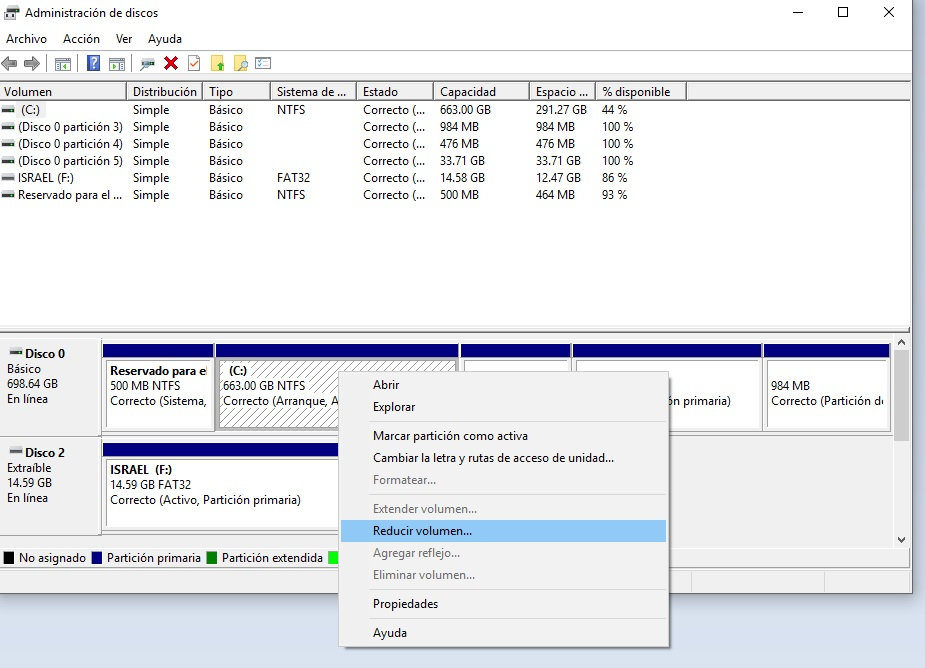 Administración de discos
Archivo Acción Ver Ayuda
Volumen Distribución Tipo Sistema de ... Estado Capacidad Espacio ... % disponible
(C:) Simple Básico NTFS Correcto (... 663.00 GB 291.27 GB 44 %
(Disco 0 partición 3) Simple Básico Correcto (... 984 MB 984 MB 100 %
(Disco 0 partición 4) Simple Básico Correcto (... 476 MB 476 MB 100 %
(Disco 0 partición 5) Simple Básico Correcto (... 33.71 GB 33.71 GB 100 %
ISRAEL (F:) Simple Básico FAT32 Correcto (... 14.58 GB 12.47 GB 86 %
Reservado para el ... Simple Básico NTFS Correcto (... 500 MB 464 MB 93 %
Disco 0
Básico
698.64 GB
En línea
Reservado para el
500 MB NTFS
Correcto (Sistema,
(C:)
663.00 GB NTFS
Correcto (Arranque, A
ón primaria)
984 MB
Correcto (Partición de
Disco 2
Extraíble
14.59 GB
En línea
ISRAEL (F:)
14.59 GB FAT32
Correcto (Activo, Partición primaria)
No asignado Partición primaria Partición extendida
Abrir
Explorar
Marcar partición como activa
Cambiar la letra y rutas de acceso de unidad...
Formatear...
Extender volumen...
Reducir volumen...
Agregar reflejo...
Eliminar volumen...
Propiedades
Ayuda